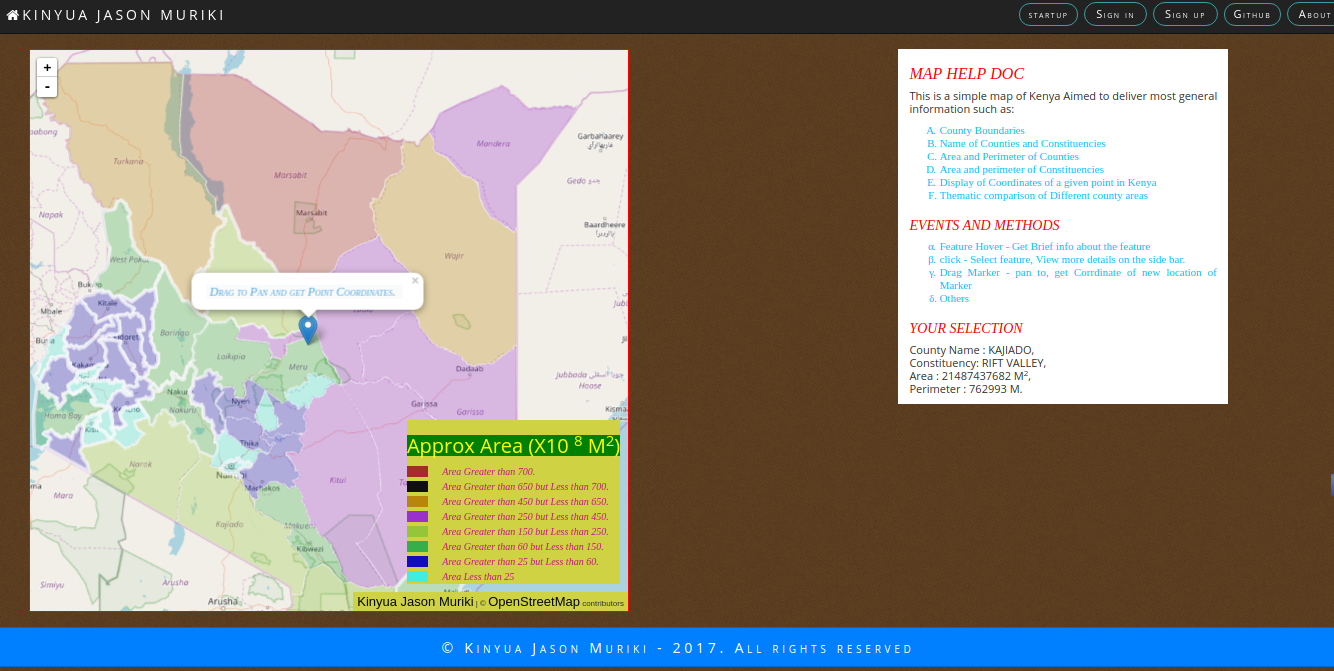 KINYUA JASON MURIKI
STARTUP
SIGN IN
SIGN UP
GITHUB
ABOUT
+
-
Turkana
Marsabit
Marsabit
Mandera
Garbahaarey
Gedo
Baardheere
Napak
West Pokot
Wajir
Bukwo
Kitale
Mbale
Baringo
Laikipia
Meru
DRAG TO PAN AND GET POINT COORDINATES.
×
Dadaab
Jubbada
Hoose
Garissa
Garissa
Homa Bay
Nakuru
Nyeri
Thika
Narok
Machakos
Kitui
Mara
Kajiado
Makueni
Kibwezi
Simiyu
Arusha
Arusha
Approx Area (X10 8 M2)
Area Greater than 700.
Area Greater than 650 but Less than 700.
Area Greater than 450 but Less than 650.
Area Greater than 250 but Less than 450.
Area Greater than 150 but Less than 250.
Area Greater than 60 but Less than 150.
Area Greater than 25 but Less than 60.
Area Less than 25
Kinyua Jason Muriki | © OpenStreetMap contributors
MAP HELP DOC
This is a simple map of Kenya Aimed to deliver most general
information such as:
A. County Boundaries
B. Name of Counties and Constituencies
C. Area and Perimeter of Counties
D. Area and perimeter of Constituencies
E. Display of Coordinates of a given point in Kenya
F. Thematic comparison of Different county areas
EVENTS AND METHODS
α. Feature Hover - Get Brief info about the feature
β. click - Select feature, View more details on the side bar.
γ. Drag Marker - pan to, get Corrdinate of new location of
Marker
δ. Others
YOUR SELECTION
County Name : KAJIADO,
Constituency: RIFT VALLEY,
Area : 21487437682 M2,
Perimeter : 762993 M.
© KINYUA JASON MURIKI - 2017. ALL RIGHTS RESERVED